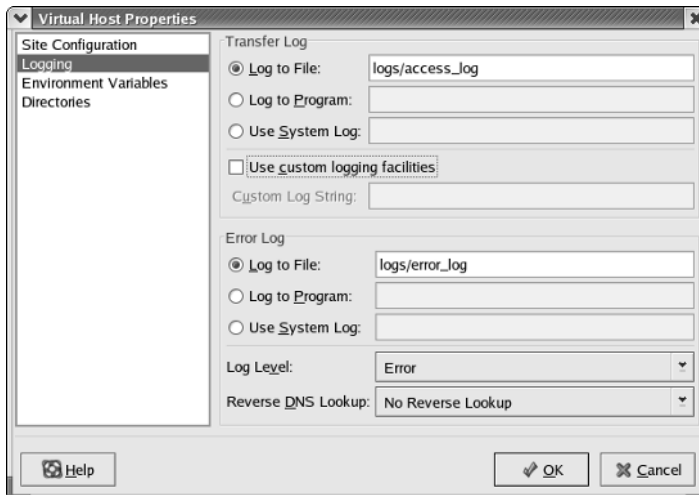 Virtual Host Properties
Site Configuration
Logging
Environment Variables
Directories
Transfer Log
Log to File:
logs/access_log
Log to Program:
Use System Log:
Use custom logging facilities
Custom Log String:
Error Log
Log to File:
logs/error_log
Log to Program:
Use System Log:
Log Level:
Error
Reverse DNS Lookup:
No Reverse Lookup
Help
OK
Cancel